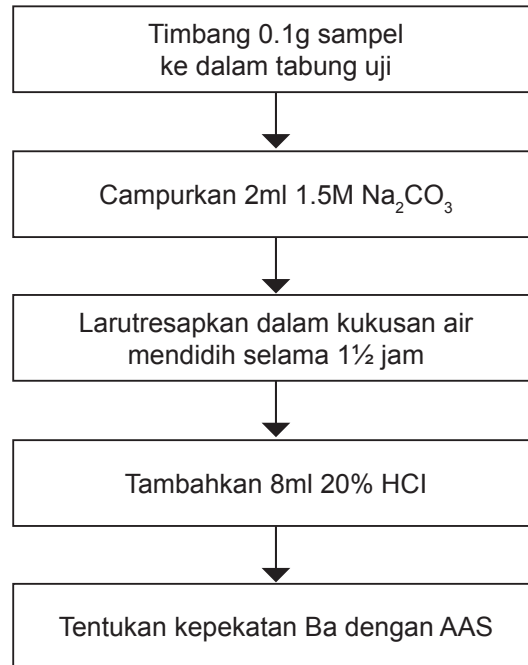 Timbang 0.1g sampel
ke dalam tabung uji
Campurkan 2ml 1.5M Na₂CO₃
Larutresapkan dalam kukusan air
mendidih selama 1½ jam
Tambahkan 8ml 20% HCI
Tentukan kepekatan Ba dengan AAS